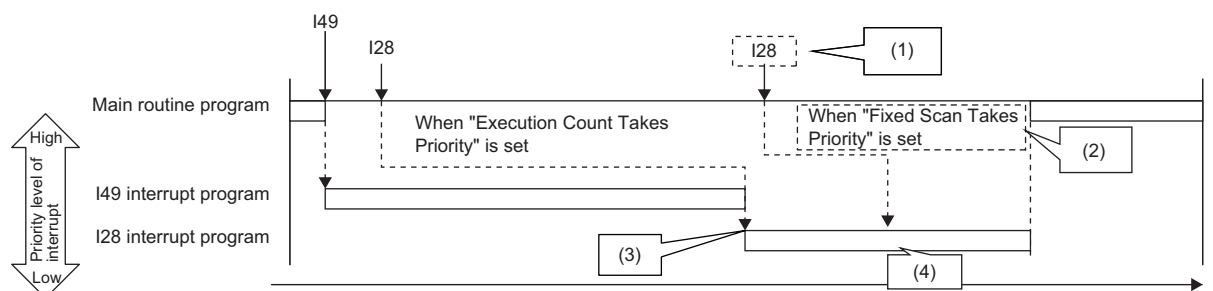 I49
I28
I28
(1)
Main routine program
When "Execution Count Takes
Priority" is set
When "Fixed Scan Takes
Priority" is set
(2)
High
Priority level of
interrupt
Low
I49 interrupt program
I28 interrupt program
(3)
(4)